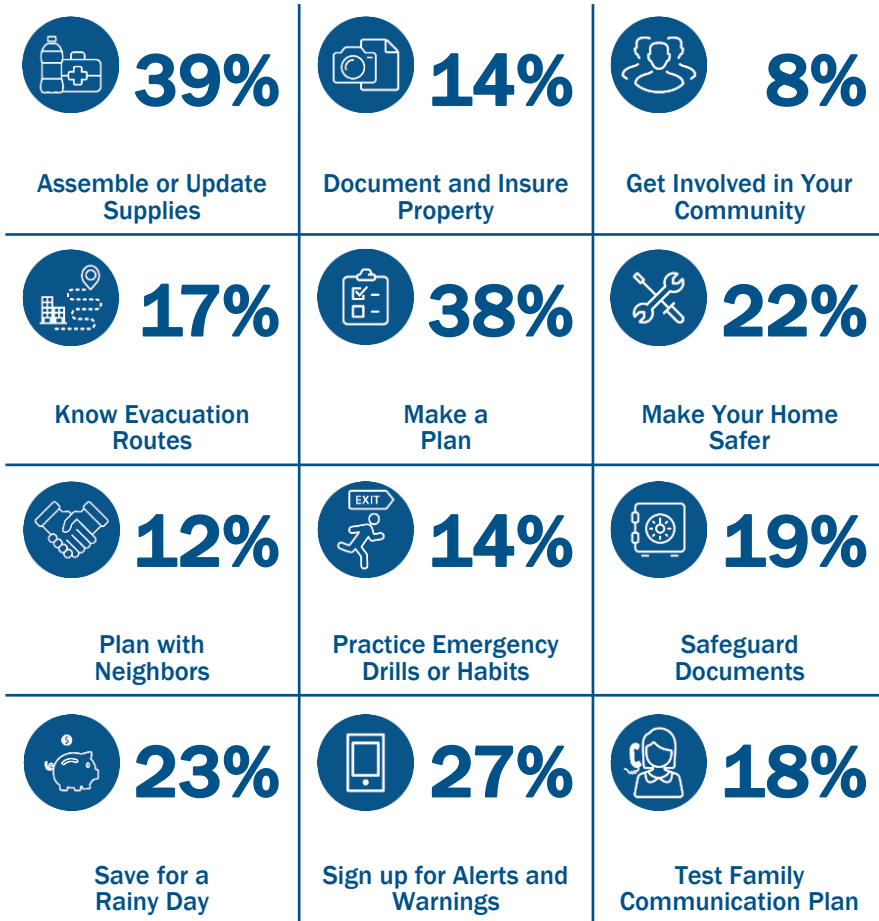 39%
Assemble or Update
Supplies
14%
Document and Insure
Property
8%
Get Involved in Your
Community
17%
Know Evacuation
Routes
38%
Make a
Plan
22%
Make Your Home
Safer
12%
Plan with
Neighbors
EXIT
14%
Practice Emergency
Drills or Habits
19%
Safeguard
Documents
$
23%
Save for a
Rainy Day
27%
Sign up for Alerts and
Warnings
18%
Test Family
Communication Plan